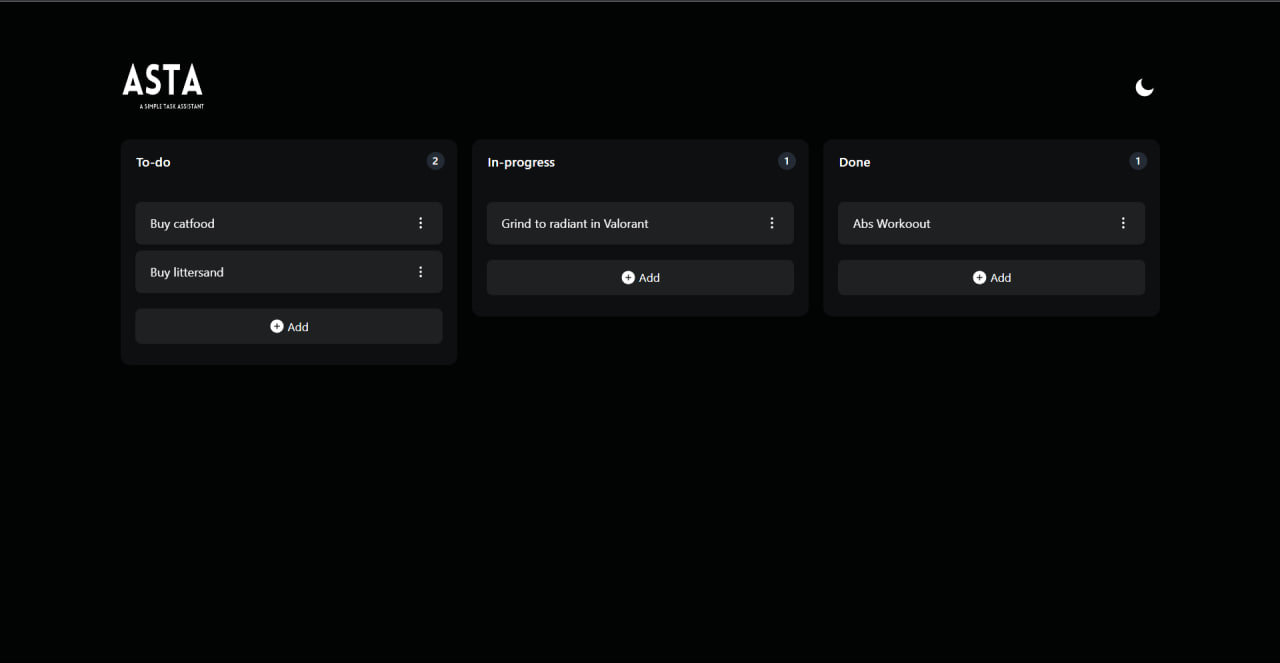 ASTA
A SIMPLE TASK ASSISTANT
To-do
2
Buy catfood
Buy littersand
Add
In-progress
1
Grind to radiant in Valorant
Add
Done
1
Abs Workoout
Add